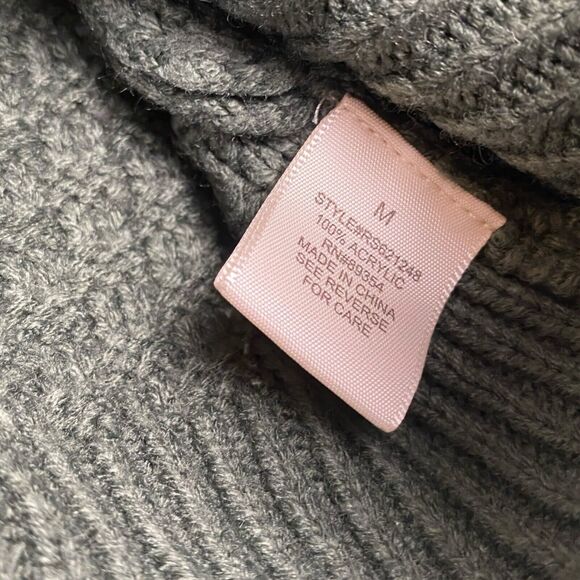 M
STYLE#RS621248
100% ACRYLIC
RN#89354
MADE IN CHINA
SEE REVERSE
FOR CARE